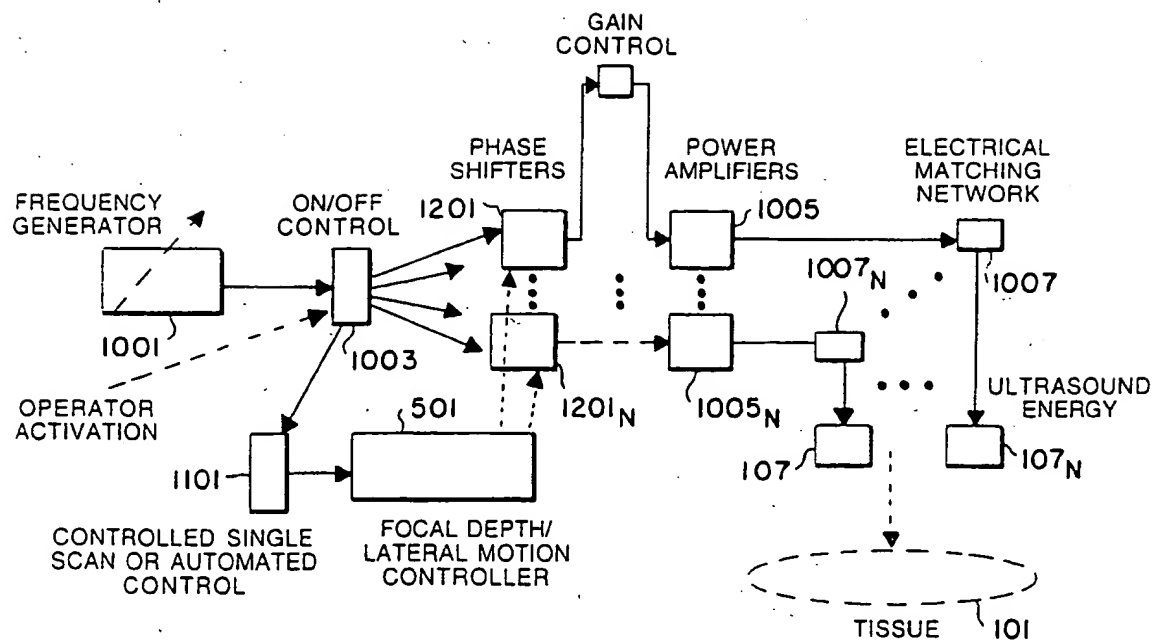 GAIN
CONTROL
PHASE
SHIFTERS
POWER
AMPLIFIERS
ELECTRICAL
MATCHING
NETWORK
FREQUENCY
GENERATOR
ON/OFF
CONTROL
1201
1005
1007
1007N
1001
1003
OPERATOR
ACTIVATION
501
1201N
1005N
ULTRASOUND
ENERGY
1101
107
107N
CONTROLLED SINGLE
SCAN OR AUTOMATED
CONTROL
FOCAL DEPTH/
LATERAL MOTION
CONTROLLER
TISSUE
101